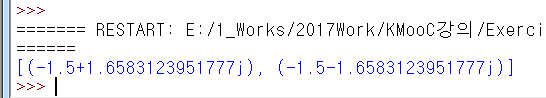 >>>
======= RESTART: E:/1_Works/2017Work/KMooC강의/Exerci
======
[(-1.5+1.6583123951777j), (-1.5-1.6583123951777j)]
>>>